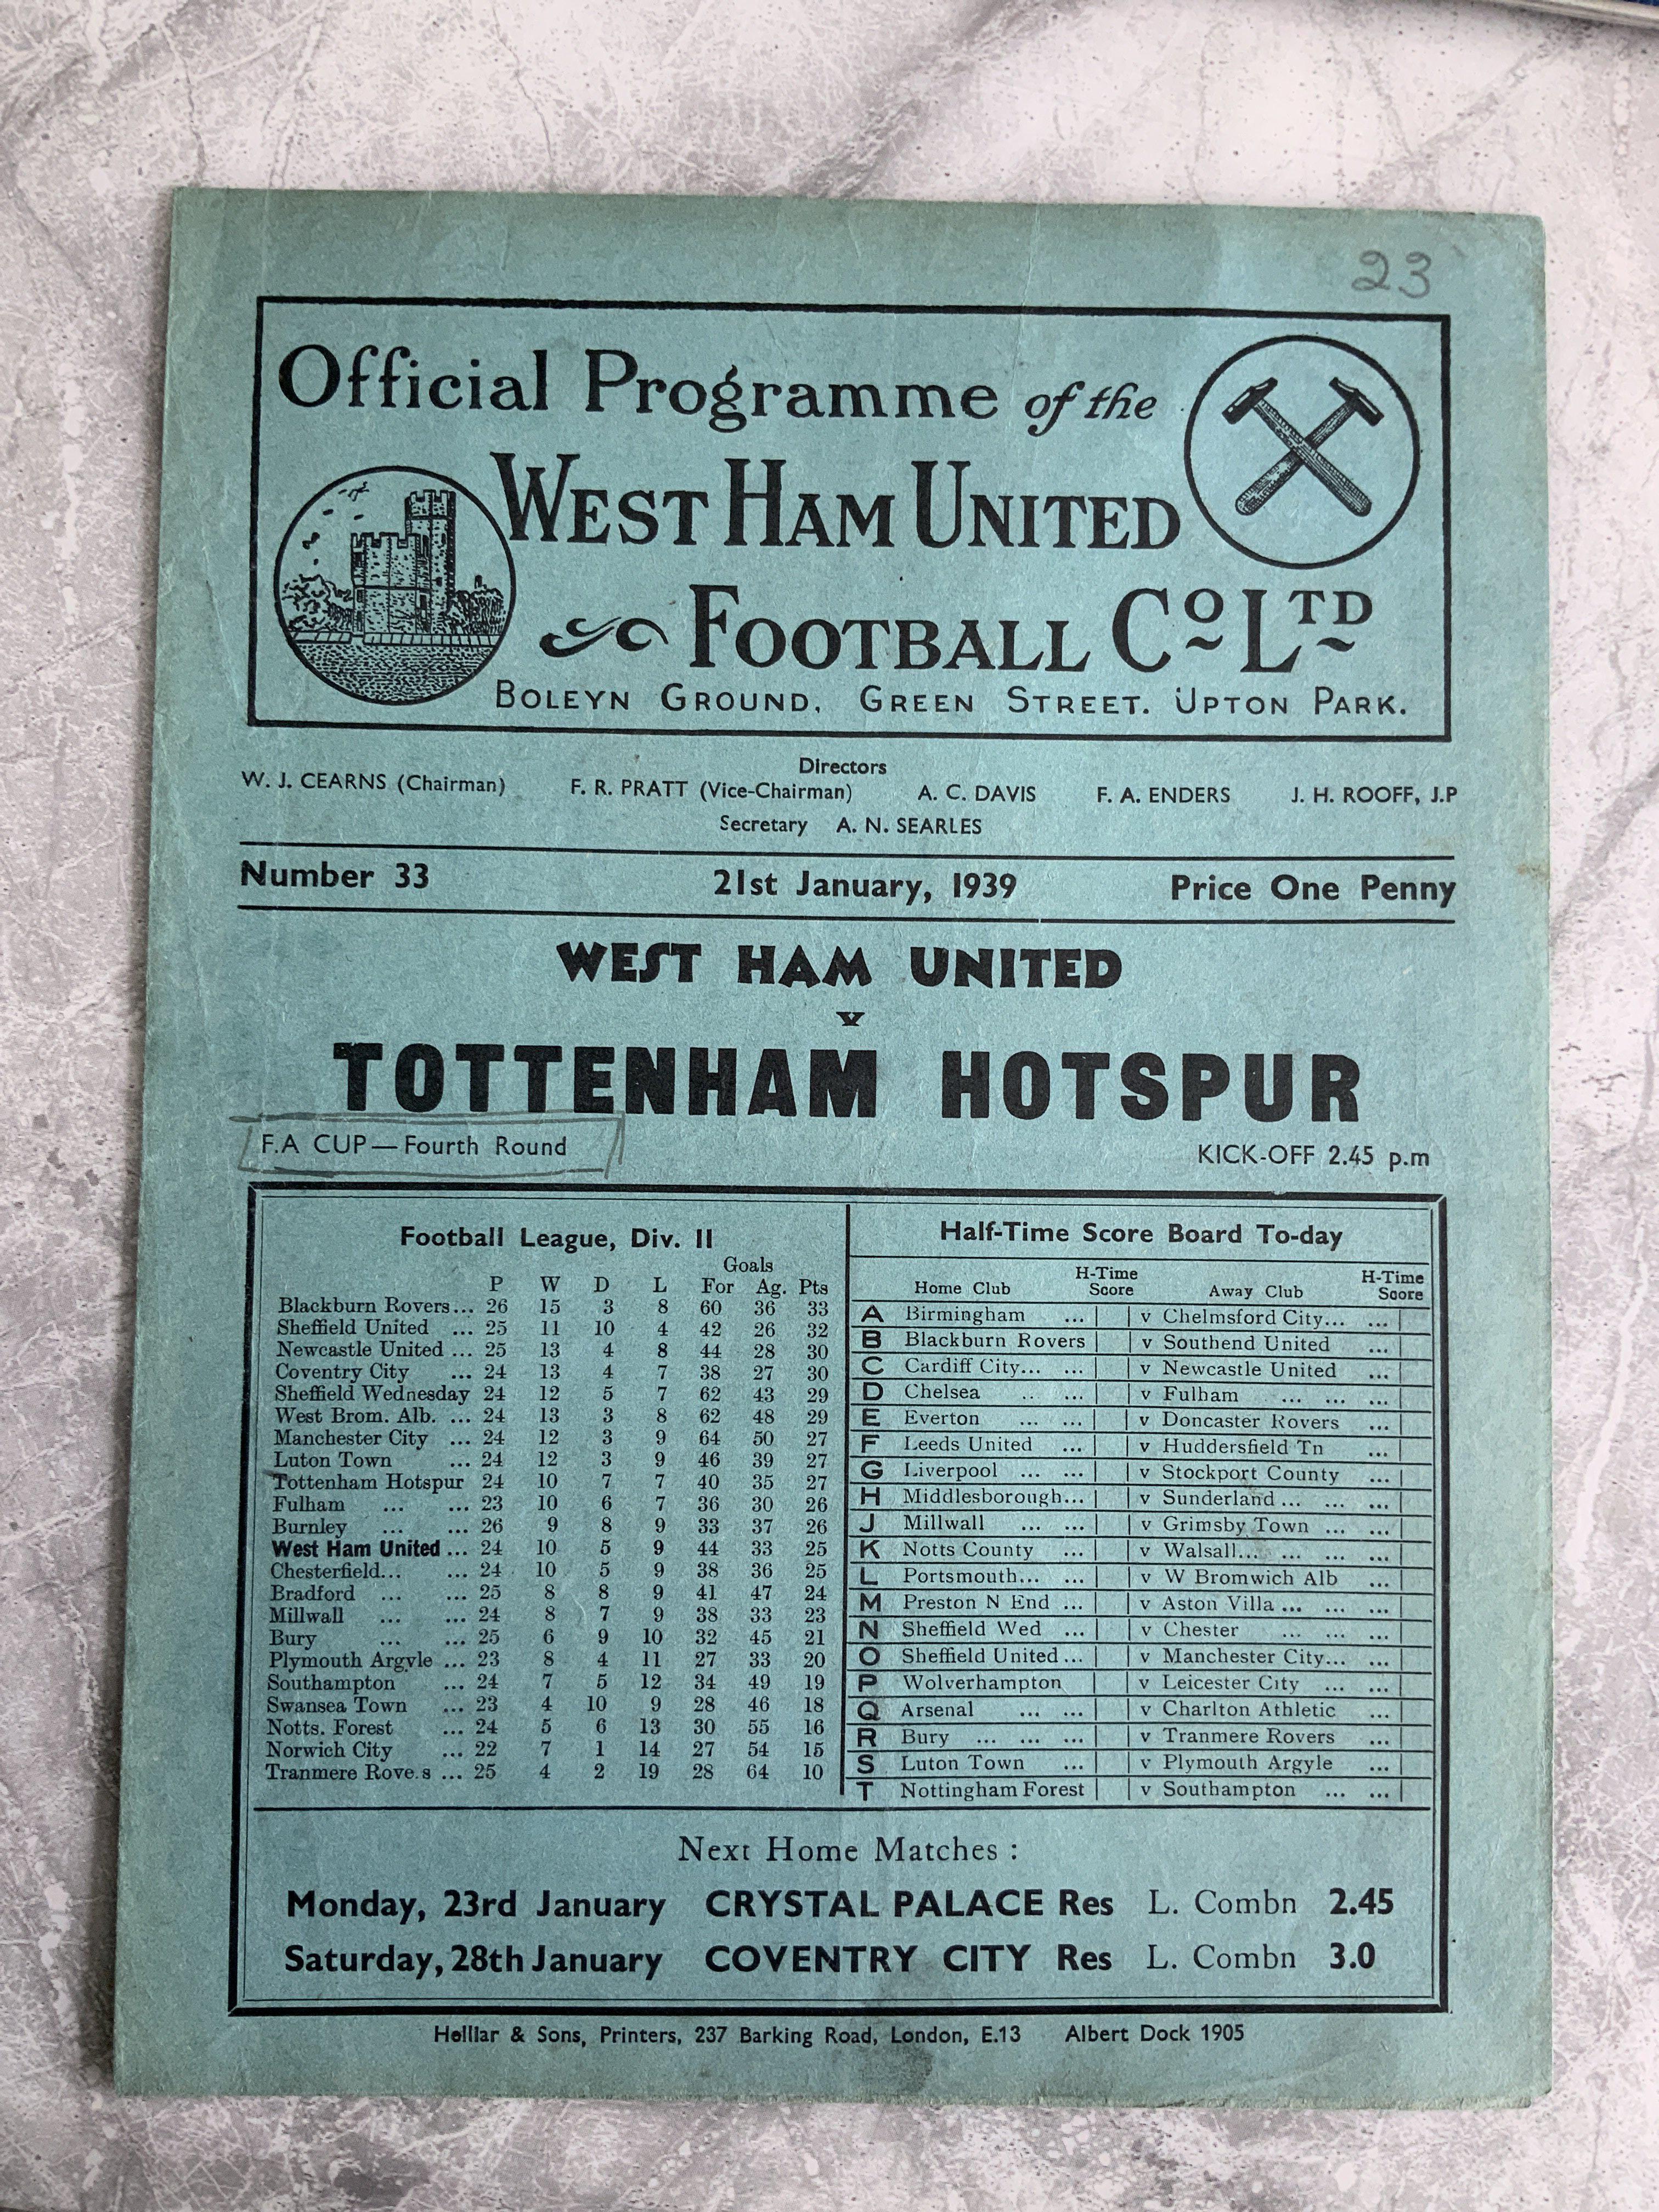 23
Official Programme of the
WEST HAM UNITED
FOOTBALL Co LTD
BOLEYN GROUND, GREEN STREET. UPTON PARK.
Directors
W. J. CEARNS (Chairman) F. R. PRATT (Vice-Chairman) A. C. DAVIS F. A. ENDERS J. H. ROOFF, J.P
Secretary A. N. SEARLES
Number 33 21st January, 1939 Price One Penny
WEST HAM UNITED
v
TOTTENHAM HOTSPUR
F.A CUP—Fourth Round KICK-OFF 2.45 p.m
Football League, Div. II
Goals
P W D L For Ag. Pts
Blackburn Rovers... 26 15 3 8 60 36 33
Sheffield United ... 25 11 10 4 42 26 32
Newcastle United ... 25 13 4 8 44 28 30
Coventry City ... 24 13 4 7 38 27 30
Sheffield Wednesday 24 12 5 7 62 43 29
West Brom. Alb. ... 24 13 3 8 62 48 29
Manchester City ... 24 12 3 9 64 50 27
Luton Town ... 24 12 3 9 46 39 27
Tottenham Hotspur 24 10 7 7 40 35 27
Fulham ... ... 23 10 6 7 36 30 26
Burnley ... ... 26 9 8 9 33 37 26
West Ham United ... 24 10 5 9 44 33 25
Chesterfield... ... 24 10 5 9 38 36 25
Bradford ... ... 25 8 8 9 41 47 24
Millwall ... ... 24 8 7 9 38 33 23
Bury ... ... 25 6 9 10 32 45 21
Plymouth Argyle ... 23 8 4 11 27 33 20
Southampton ... 24 7 5 12 34 49 19
Swansea Town ... 23 4 10 9 28 46 18
Notts. Forest ... 24 5 6 13 30 55 16
Norwich City ... 22 7 1 14 27 54 15
Tranmere Rove.s ... 25 4 2 19 28 64 10
Half-Time Score Board To-day
Home Club H-Time Score Away Club H-Time Score
A Birmingham ... v Chelmsford City... ...
B Blackburn Rovers v Southend United ...
C Cardiff City... ... v Newcastle United ...
D Chelsea .. ... v Fulham ... ... ...
E Everton ... ... v Doncaster Rovers ...
F Leeds United ... v Huddersfield Tn ...
G Liverpool ... ... v Stockport County ...
H Middlesborough... v Sunderland ... ... ...
J Millwall ... ... v Grimsby Town ... ...
K Notts County ... v Walsall... ... ... ...
L Portsmouth... ... v W Bromwich Alb ...
M Preston N End ... v Aston Villa ... ... ...
N Sheffield Wed ... v Chester ... ... ...
O Sheffield United ... v Manchester City... ...
P Wolverhampton v Leicester City ... ...
Q Arsenal ... ... v Charlton Athletic ...
R Bury ... ... ... v Tranmere Rovers ...
S Luton Town ... v Plymouth Argyle ...
T Nottingham Forest v Southampton ... ...
Next Home Matches :
Monday, 23rd January CRYSTAL PALACE Res L. Combn 2.45
Saturday, 28th January COVENTRY CITY Res L. Combn 3.0
Helliar & Sons, Printers, 237 Barking Road, London, E.13 Albert Dock 1905